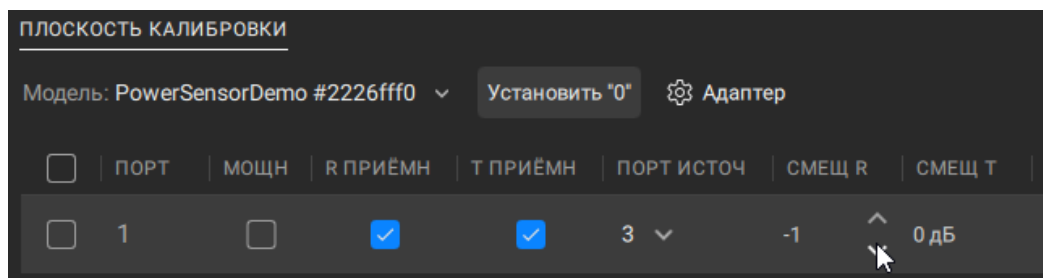 ПЛОСКОСТЬ КАЛИБРОВКИ
Модель: PowerSensorDemo #2226fff0 Установить "0" Адаптер
ПОРТ МОЩН R ПРИЁМН T ПРИЁМН ПОРТ ИСТОЧ СМЕЩ R СМЕЩ T
1 3 -1 0 дБ